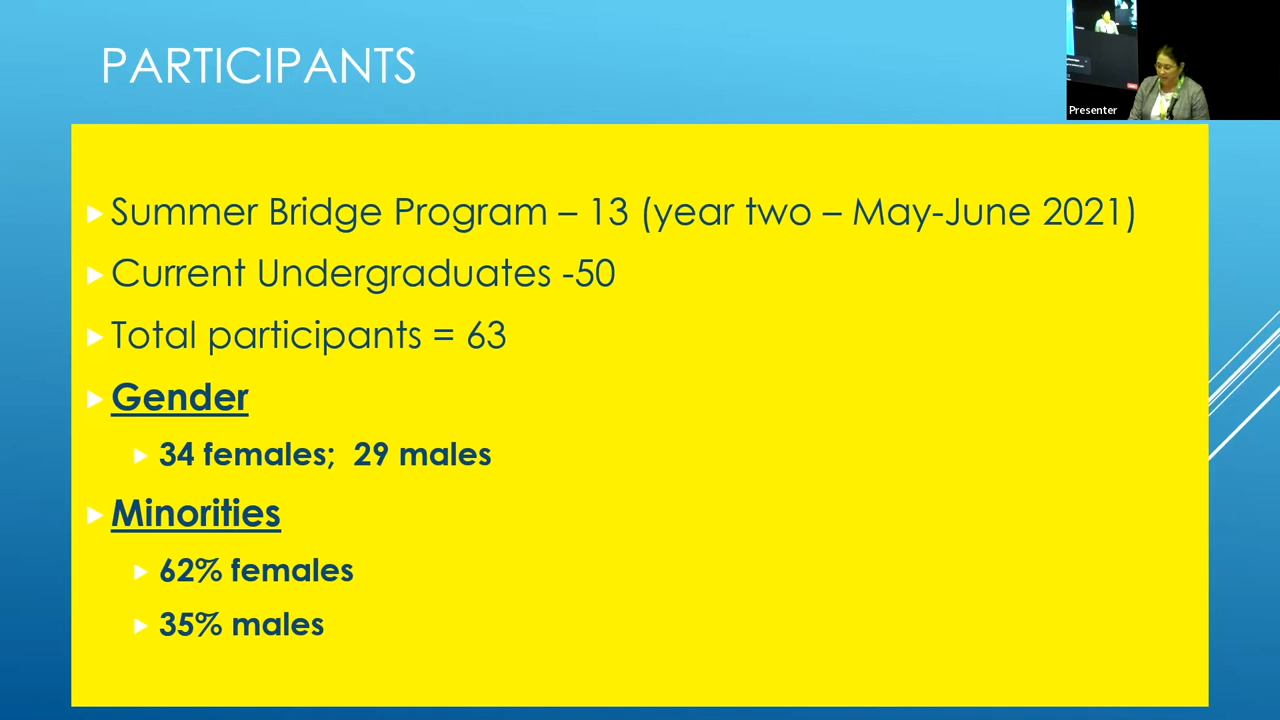 PARTICIPANTS
Presenter
Summer Bridge Program – 13 (year two – May-June 2021)
Current Undergraduates -50
Total participants = 63
Gender
34 females; 29 males
Minorities
62% females
35% males